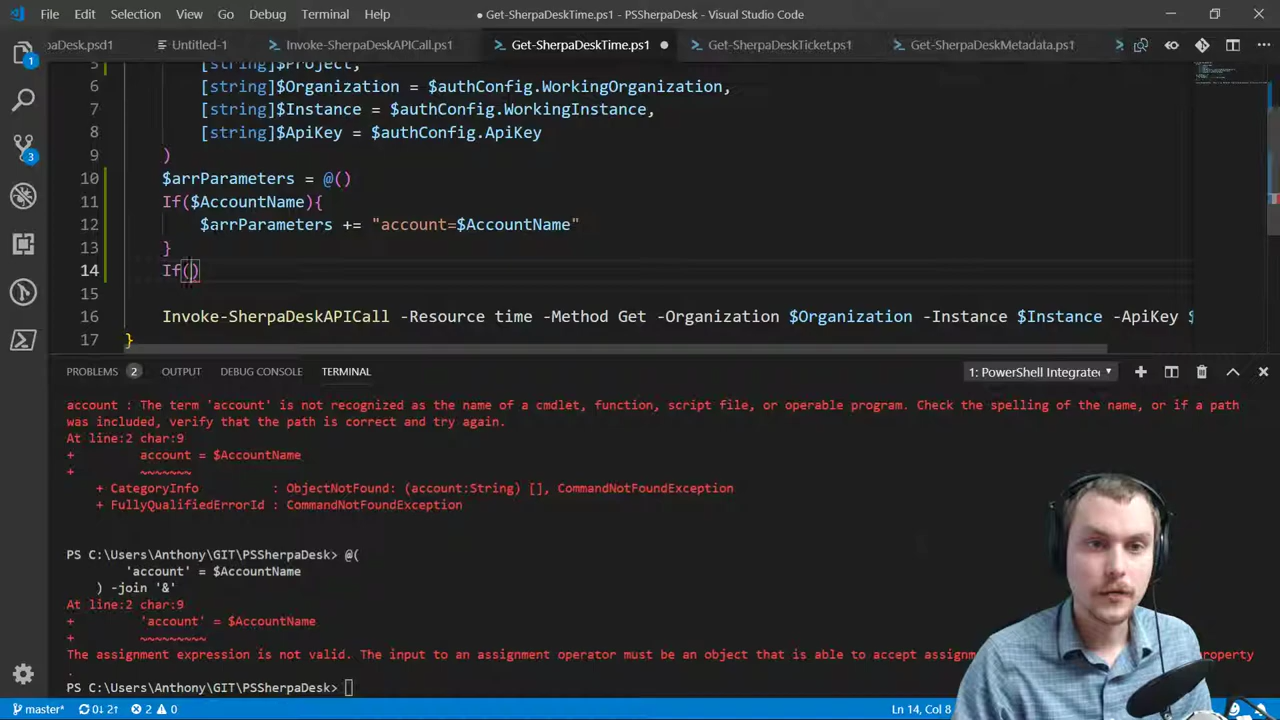 File Edit Selection View Go Debug Terminal Help
● Get-SherpaDeskTime.ps1 - PSSherpaDesk - Visual Studio Code
paDesk.psd1 Untitled-1 Invoke-SherpaDeskAPICall.ps1 Get-SherpaDeskTime.ps1 ● Get-SherpaDeskTicket.ps1 Get-SherpaDeskMetadata.ps1
5 [string]$Project,
6 [string]$Organization = $authConfig.WorkingOrganization,
7 [string]$Instance = $authConfig.WorkingInstance,
8 [string]$ApiKey = $authConfig.ApiKey
9 )
10 $arrParameters = @()
11 If($AccountName){
12 $arrParameters += "account=$AccountName"
13 }
14 If()
15
16 Invoke-SherpaDeskAPICall -Resource time -Method Get -Organization $Organization -Instance $Instance -ApiKey $
17 }
PROBLEMS 2 OUTPUT DEBUG CONSOLE TERMINAL 1: PowerShell Integrated
account : The term 'account' is not recognized as the name of a cmdlet, function, script file, or operable program. Check the spelling of the name, or if a path
was included, verify that the path is correct and try again.
At line:2 char:9
+ account = $AccountName
+ ~~~~~~~
+ CategoryInfo : ObjectNotFound: (account:String) [], CommandNotFoundException
+ FullyQualifiedErrorId : CommandNotFoundException
PS C:\Users\Anthony\GIT\PSSherpaDesk> @(
'account' = $AccountName
) -join '&'
At line:2 char:9
+ 'account' = $AccountName
+ ~~~~~~~~~
The assignment expression is not valid. The input to an assignment operator must be an object that is able to accept assignm property
.
PS C:\Users\Anthony\GIT\PSSherpaDesk>
master* 0↓ 2↑ 2 0 Ln 14, Col 8
1
3